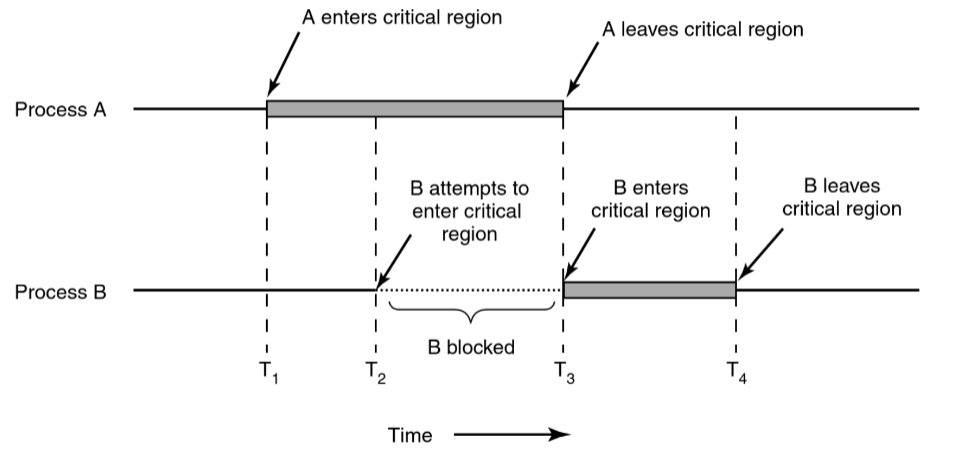 A enters critical region
A leaves critical region
Process A
B attempts to
enter critical
region
B enters
critical region
B leaves
critical region
Process B
B blocked
T1
T2
T3
T4
Time